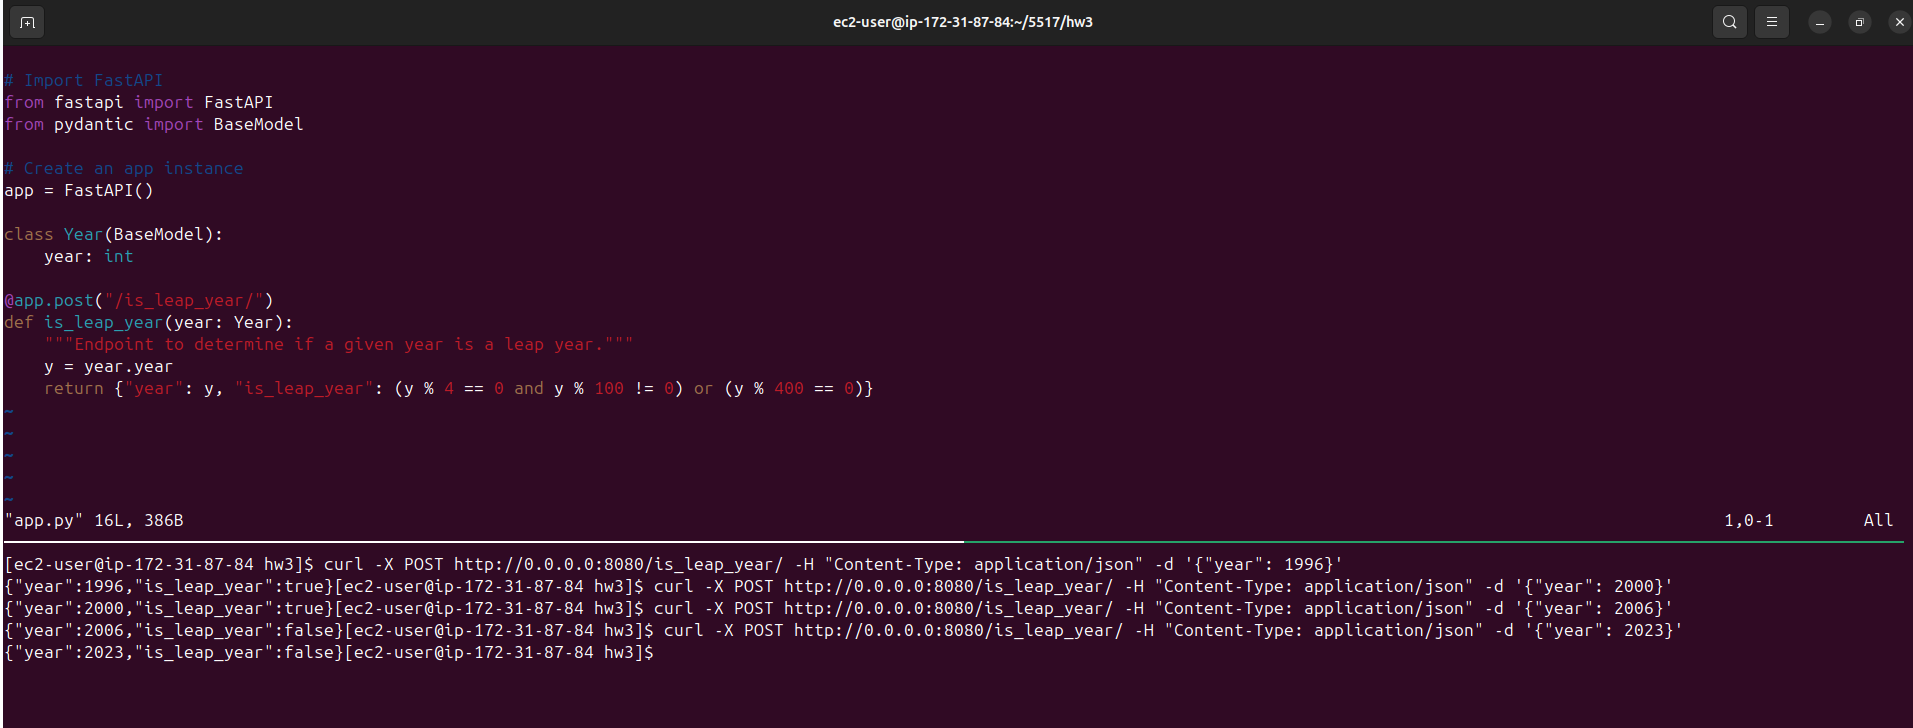 ec2-user@ip-172-31-87-84:~/5517/hw3
# Import FastAPI
from fastapi import FastAPI
from pydantic import BaseModel
# Create an app instance
app = FastAPI()
class Year(BaseModel):
    year: int
@app.post("/is_leap_year/")
def is_leap_year(year: Year):
    """Endpoint to determine if a given year is a leap year."""
    y = year.year
    return {"year": y, "is_leap_year": (y % 4 == 0 and y % 100 != 0) or (y % 400 == 0)}
~
~
~
~
~
"app.py" 16L, 386B 1,0-1 All
[ec2-user@ip-172-31-87-84 hw3]$ curl -X POST http://0.0.0.0:8080/is_leap_year/ -H "Content-Type: application/json" -d '{"year": 1996}'
{"year":1996,"is_leap_year":true}[ec2-user@ip-172-31-87-84 hw3]$ curl -X POST http://0.0.0.0:8080/is_leap_year/ -H "Content-Type: application/json" -d '{"year": 2000}'
{"year":2000,"is_leap_year":true}[ec2-user@ip-172-31-87-84 hw3]$ curl -X POST http://0.0.0.0:8080/is_leap_year/ -H "Content-Type: application/json" -d '{"year": 2006}'
{"year":2006,"is_leap_year":false}[ec2-user@ip-172-31-87-84 hw3]$ curl -X POST http://0.0.0.0:8080/is_leap_year/ -H "Content-Type: application/json" -d '{"year": 2023}'
{"year":2023,"is_leap_year":false}[ec2-user@ip-172-31-87-84 hw3]$